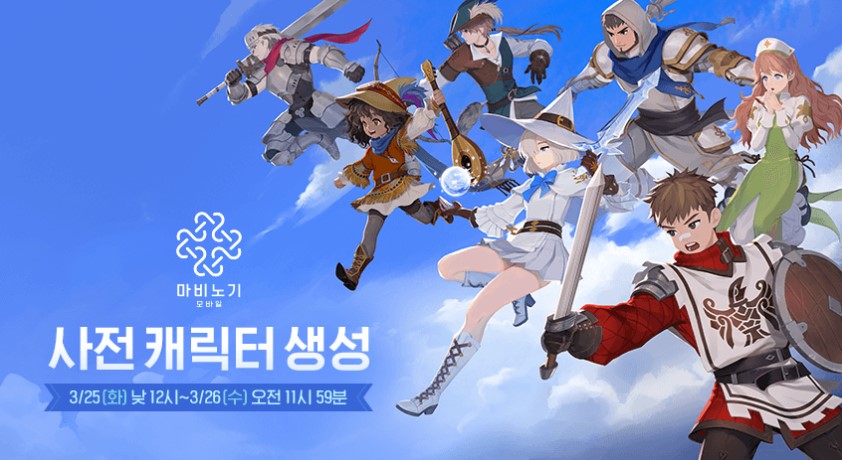 마비노기
모바일
사전 캐릭터 생성
3/25(화) 낮 12시~3/26(수) 오전 11시 59분